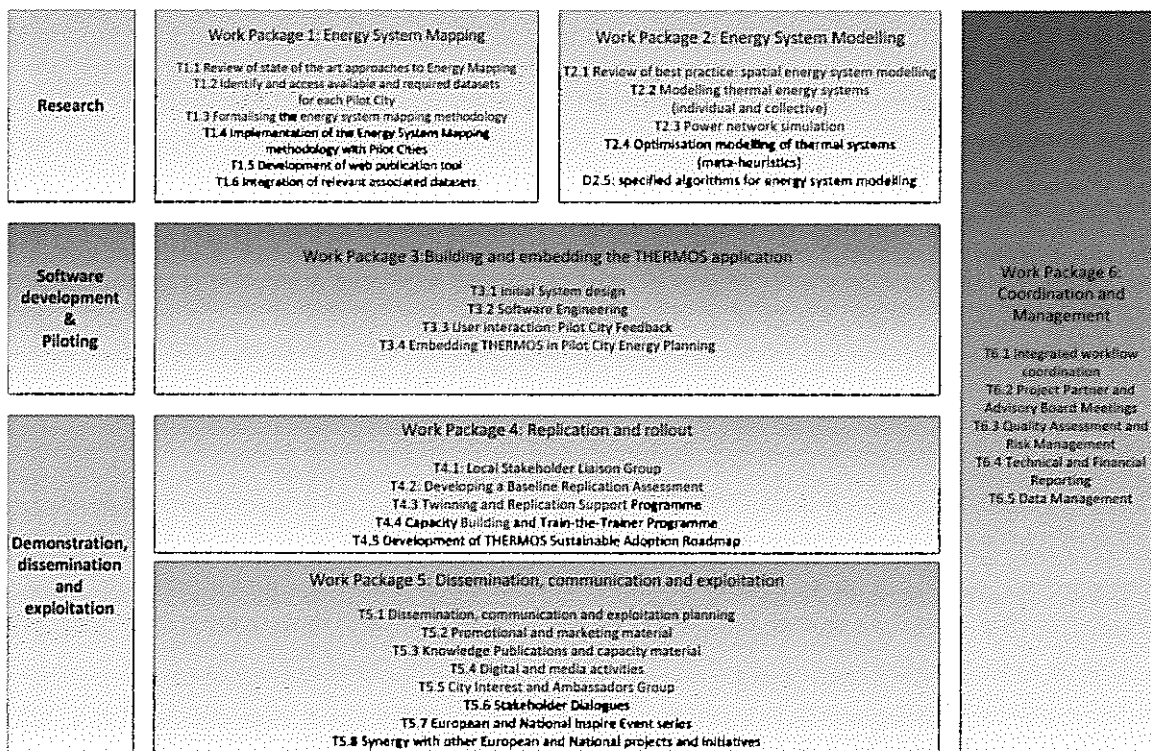 Research
Work Package 1: Energy System Mapping
T1.1 Review of state of the art approaches to Energy Mapping
T1.2 Identify and access available and required datasets
for each Pilot City
T1.3 Formalising the energy system mapping methodology
T1.4 Implementation of the Energy System Mapping
methodology with Pilot Cities
T1.5 Development of web publication tool
T1.6 Integration of relevant associated datasets
Work Package 2: Energy System Modelling
T2.1 Review of best practice: spatial energy system modelling
T2.2 Modelling thermal energy systems
(individual and collective)
T2.3 Power network simulation
T2.4 Optimisation modelling of thermal systems
(meta-heuristics)
D2.5: specified algorithms for energy system modelling
Software
development
&
Piloting
Work Package 3:Building and embedding the THERMOS application
T3.1 Initial System design
T3.2 Software Engineering
T3.3 User interaction: Pilot City Feedback
T3.4 Embedding THERMOS in Pilot City Energy Planning
Demonstration,
dissemination
and
exploitation
Work Package 4: Replication and rollout
T4.1: Local Stakeholder Liaison Group
T4.2: Developing a Baseline Replication Assessment
T4.3 Twinning and Replication Support Programme
T4.4 Capacity Building and Train-the-Trainer Programme
T4.5 Development of THERMOS Sustainable Adoption Roadmap
Work Package 5: Dissemination, communication and exploitation
T5.1 Dissemination, communication and exploitation planning
T5.2 Promotional and marketing material
T5.3 Knowledge Publications and capacity material
T5.4 Digital and media activities
T5.5 City Interest and Ambassadors Group
T5.6 Stakeholder Dialogues
T5.7 European and National Inspire Event series
T5.8 Synergy with other European and National projects and initiatives
Work Package 6:
Coordination and
Management
T6.1 Integrated workflow
coordination
T6.2 Project Partner and
Advisory Board Meetings
T6.3 Quality Assessment and
Risk Management
T6.4 Technical and Financial
Reporting
T6.5 Data Management